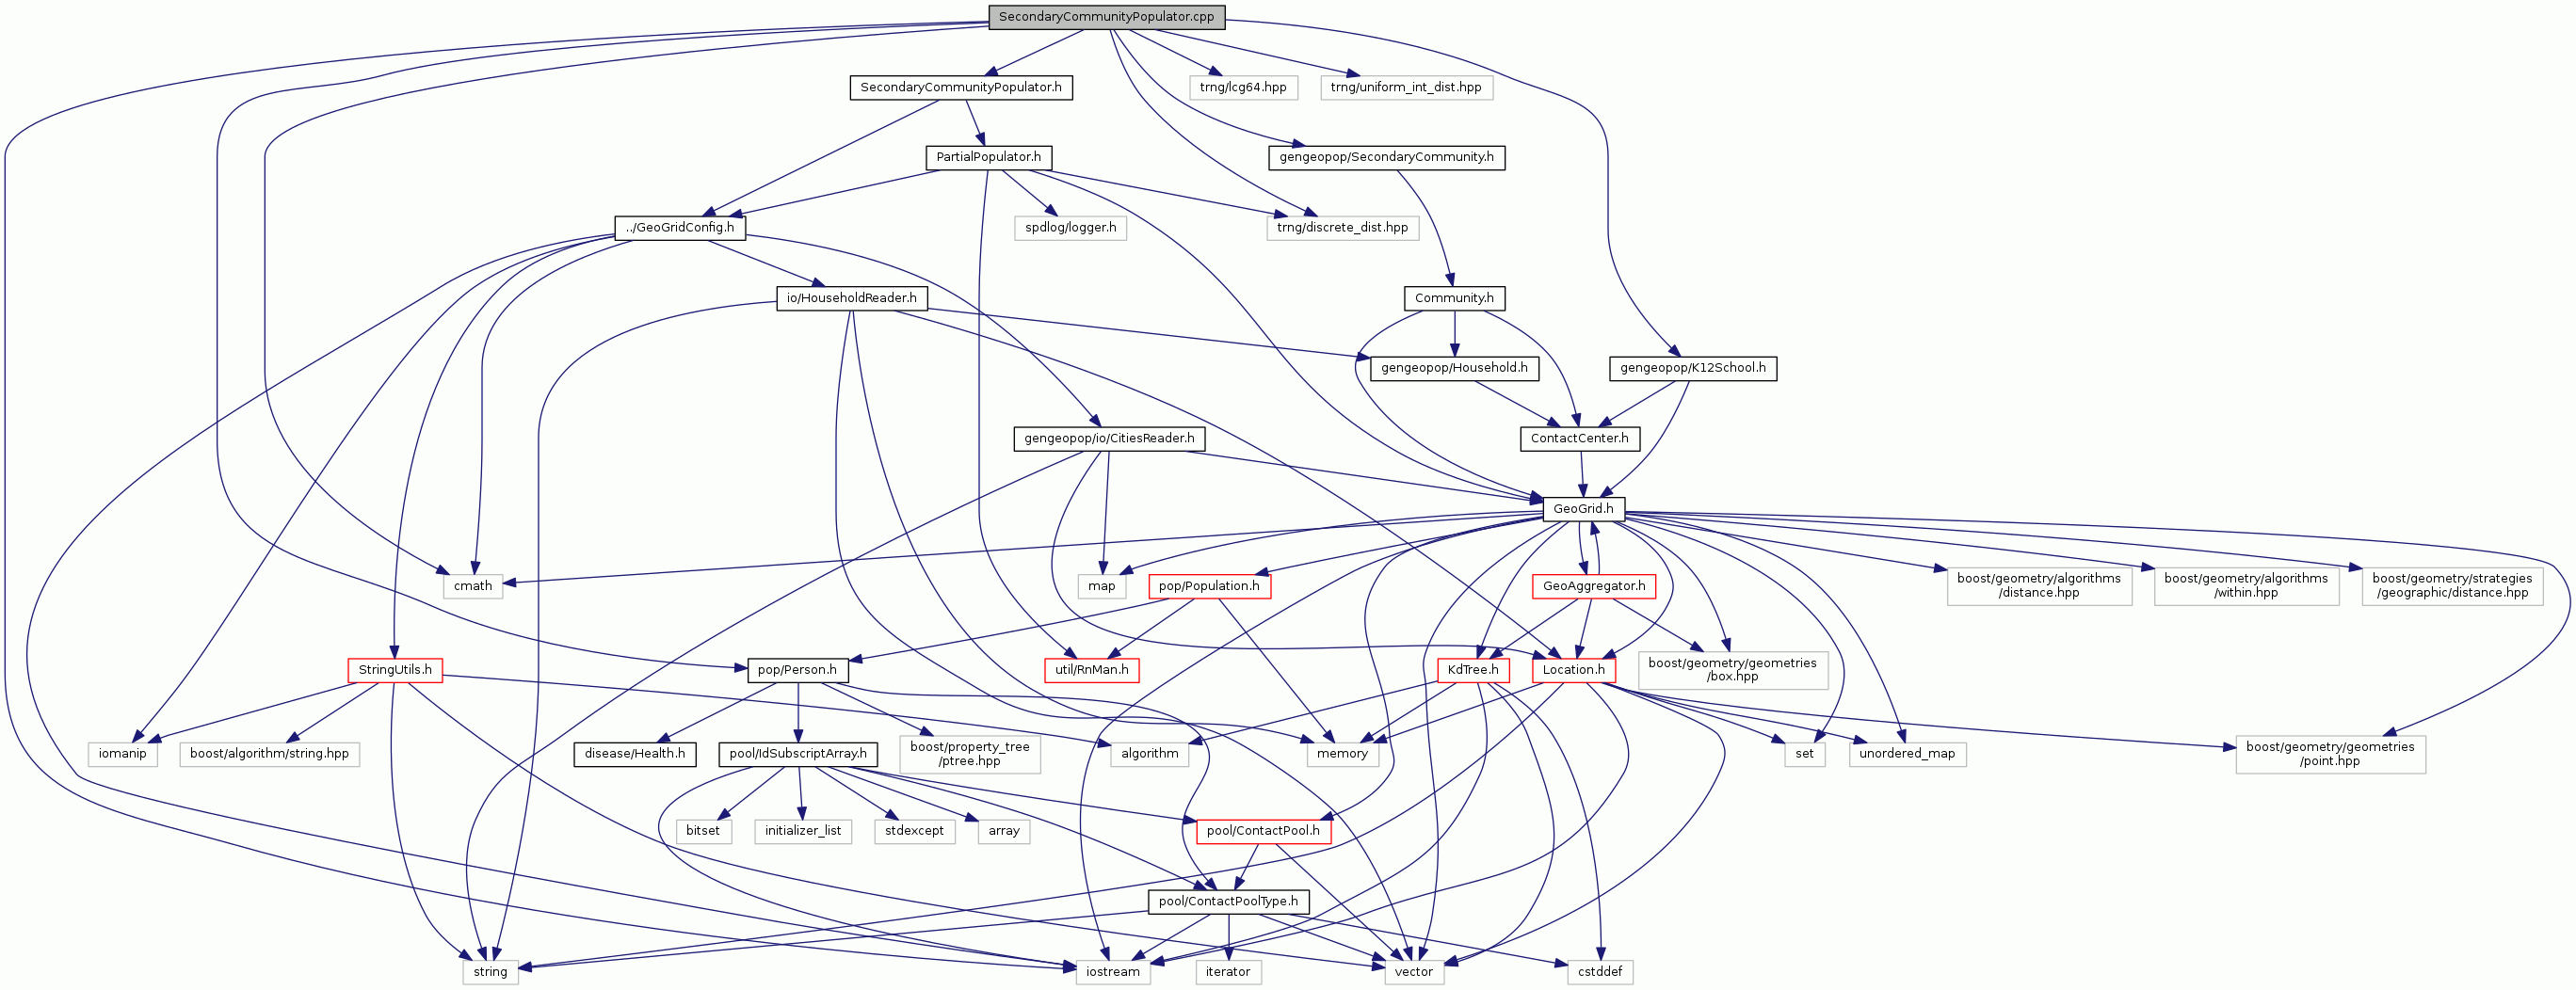 SecondaryCommunityPopulator.cpp
SecondaryCommunityPopulator.h
trng/lcg64.hpp
trng/uniform_int_dist.hpp
PartialPopulator.h
gengeopop/SecondaryCommunity.h
../GeoGridConfig.h
spdlog/logger.h
trng/discrete_dist.hpp
io/HouseholdReader.h
Community.h
gengeopop/Household.h
gengeopop/K12School.h
gengeopop/io/CitiesReader.h
ContactCenter.h
GeoGrid.h
cmath
map
pop/Population.h
GeoAggregator.h
boost/geometry/algorithms
/distance.hpp
boost/geometry/algorithms
/within.hpp
boost/geometry/strategies
/geographic/distance.hpp
StringUtils.h
pop/Person.h
util/RnMan.h
KdTree.h
Location.h
boost/geometry/geometries
/box.hpp
iomanip
boost/algorithm/string.hpp
disease/Health.h
pool/IdSubscriptArray.h
boost/property_tree
/ptree.hpp
algorithm
memory
set
unordered_map
boost/geometry/geometries
/point.hpp
bitset
initializer_list
stdexcept
array
pool/ContactPool.h
pool/ContactPoolType.h
string
iostream
iterator
vector
cstddef